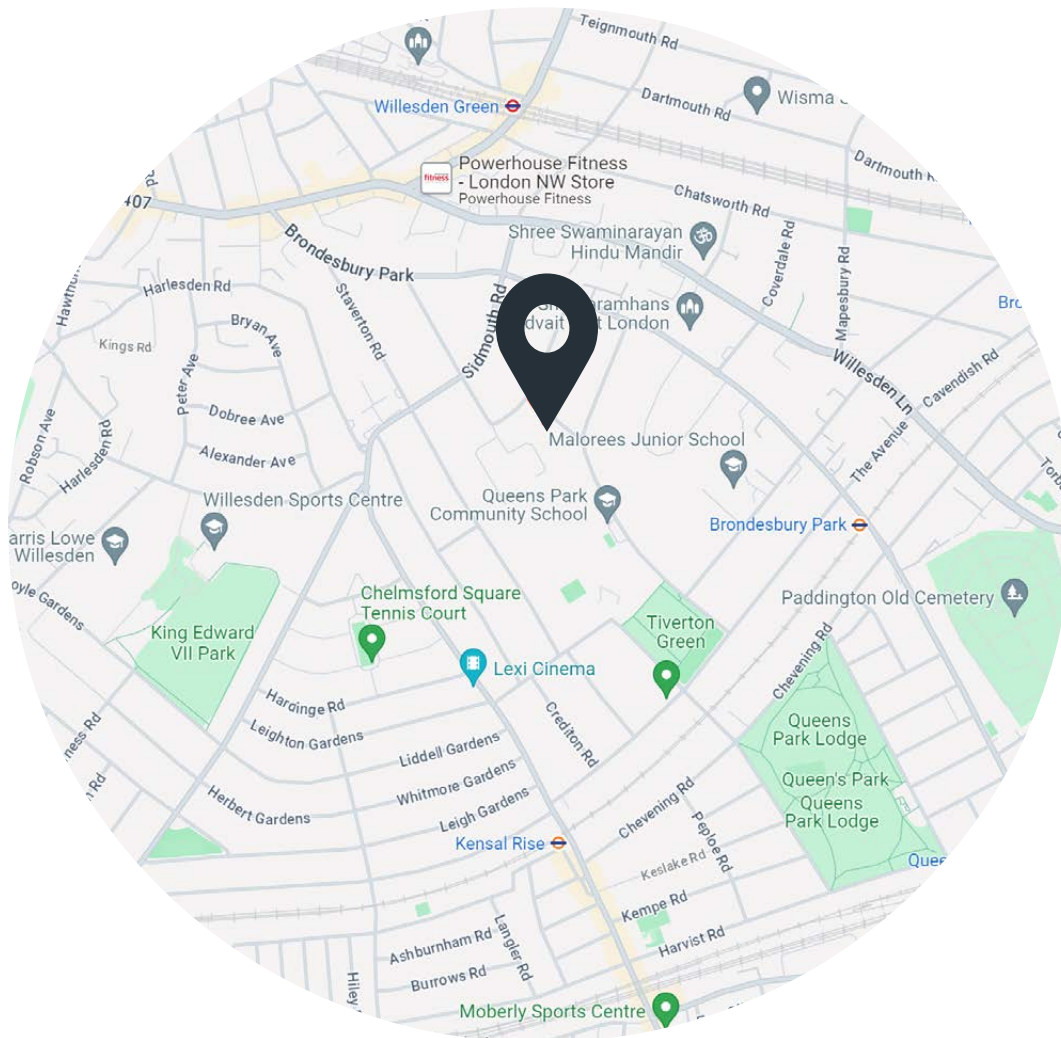 Teignmouth Rd
Willesden Green
Dartmouth Rd
Wisma
Powerhouse Fitness
- London NW Store
Powerhouse Fitness
fitness
Dartmouth
Rd
407
Chatsworth Rd
Shree Swaminarayan
Hindu Mandir
Brondesbury Park
Coverdale Rd
Mapesbury Rd
Harlesden Rd
Staverton Rd
Sidmouth Rd
London
Bryan Ave
Kings Rd
Peter Ave
Willesden Ln
Cavendish Rd
Dobree Ave
Robson Ave
Harlesden Rd
Alexander Ave
Malorees Junior School
The Avenue
Willesden Sports Centre
Queens Park
Community School
Brondesbury Park
Lowe
Willesden
Gardens
Chelmsford Square
Tennis Court
Paddington Old Cemetery
King Edward
VII Park
Tiverton
Green
Chevening Rd
Lexi Cinema
Hardinge Rd
Leighton Gardens
Crediton Rd
Queens
Park Lodge
Rd
Liddell Gardens
Whitmore Gardens
Queen's Park
Queens
Park Lodge
Herbert Gardens
Leigh Gardens
Chevening Rd
Peploe Rd
Kensal Rise
Keslake Rd
Kempe Rd
Langler Rd
Harvist Rd
Ashburnham Rd
Burrows Rd
Moberly Sports Centre